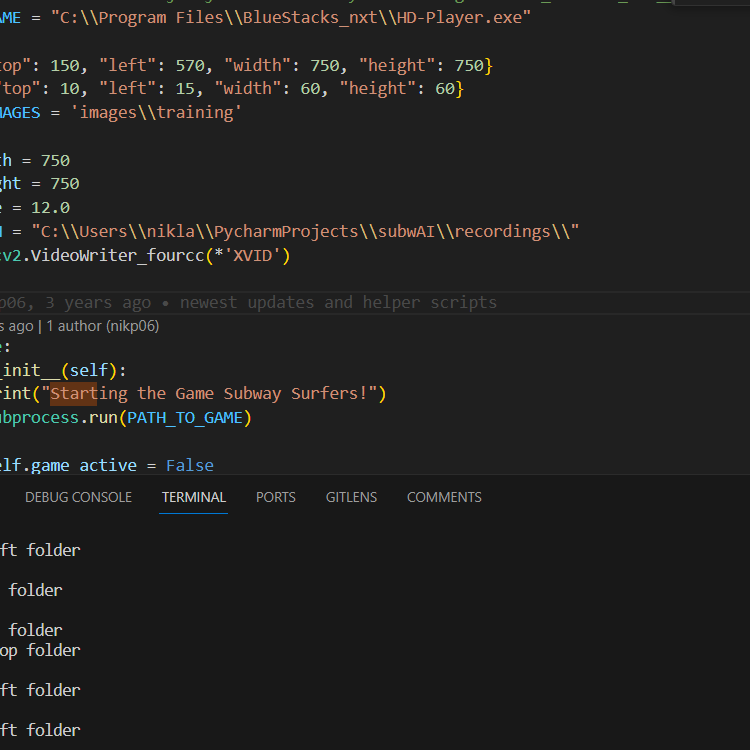 AME = "C:\\Program Files\\BlueStacks_nxt\\HD-Player.exe"
top": 150, "left": 570, "width": 750, "height": 750}
"top": 10, "left": 15, "width": 60, "height": 60}
MAGES = 'images\\training'
th = 750
ght = 750
e = 12.0
= "C:\\Users\\nikla\\PycharmProjects\\subwAI\\recordings\\"
cv2.VideoWriter_fourcc(*'XVID')
p06, 3 years ago • newest updates and helper scripts
s ago | 1 author (nikp06)
e:
_init__(self):
rint("Starting the Game Subway Surfers!")
ubprocess.run(PATH_TO_GAME)
elf.game_active = False
DEBUG CONSOLE TERMINAL PORTS GITLENS COMMENTS
ft folder
folder
folder
op folder
ft folder
ft folder